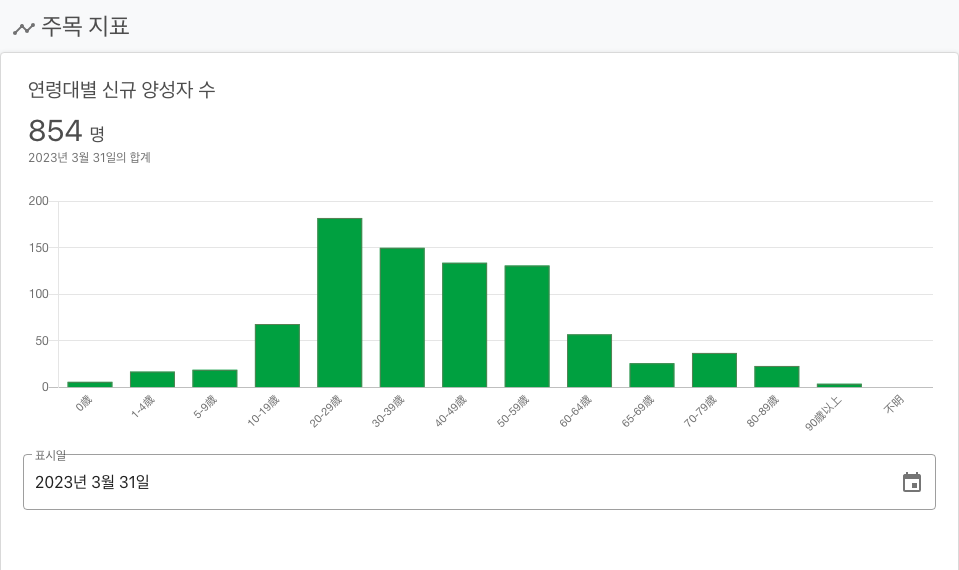 주목 지표
연령대별 신규 양성자 수
854 명
2023년 3월 31일의 합계
200
150
100
50
0
0歳
1-4歳
5-9歳
10-19歳
20-29歳
30-39歳
40-49歳
50-59歳
60-64歳
65-69歳
70-79歳
80-89歳
90歳以上
不明
표시일
2023년 3월 31일